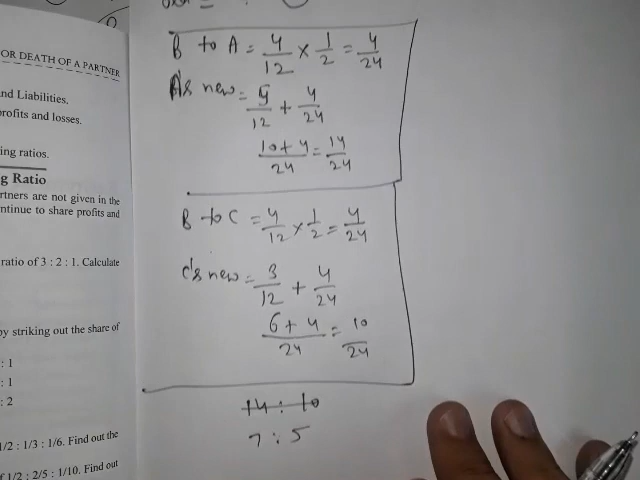 OR DEATH OF A PARTNER
nd Liabilities.
rofits and losses.
ing ratios.
g Ratio
rtners are not given in the
ntinue to share profits and
ratio of 3 : 2 : 1. Calculate
by striking out the share of
: 1
: 1
: 2
1/2 : 1/3 : 1/6. Find out the
f 1/2 : 2/5 : 1/10. Find out
B to A = 4/12 × 1/2 = 4/24
A's new = 5/12 + 4/24
10 + 4/24 = 14/24
B to C = 4/12 × 1/2 = 4/24
C's new = 3/12 + 4/24
6 + 4/24 = 10/24
14 : 10
7 : 5